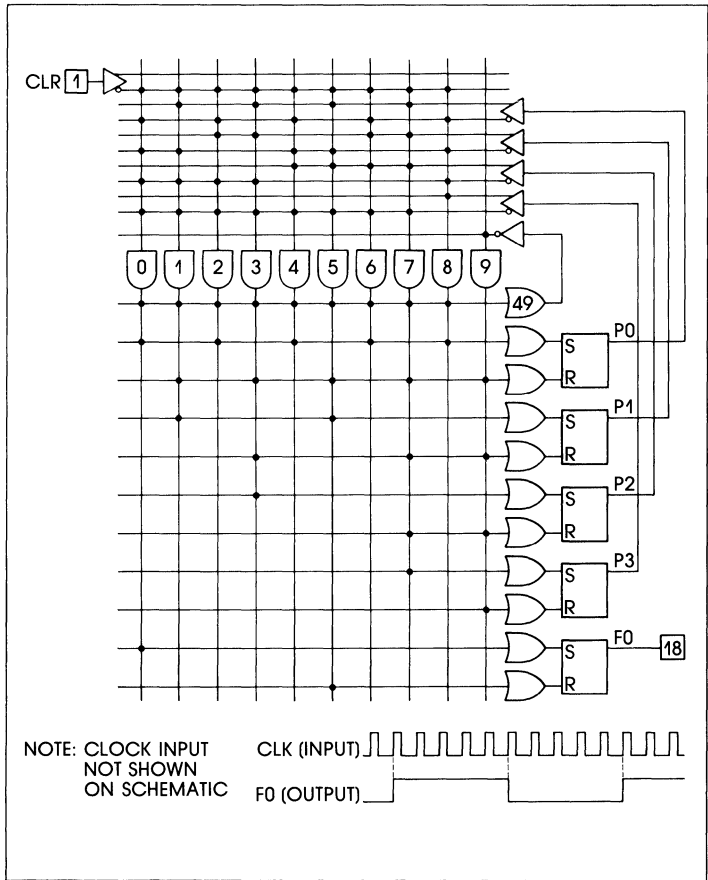 CLR 1
0 1 2 3 4 5 6 7 8 9
49
P0
S
R
P1
S
R
P2
S
R
P3
S
R
F0
S 18
R
NOTE: CLOCK INPUT CLK (INPUT)
NOT SHOWN
ON SCHEMATIC F0 (OUTPUT)